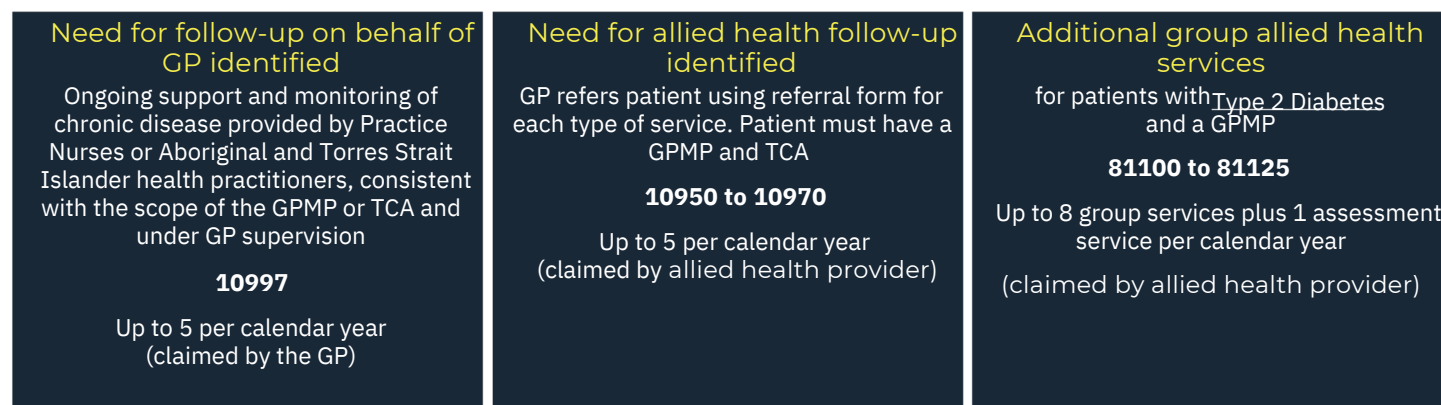 Need for follow-up on behalf of
GP identified
Ongoing support and monitoring of
chronic disease provided by Practice
Nurses or Aboriginal and Torres Strait
Islander health practitioners, consistent
with the scope of the GPMP or TCA and
under GP supervision
10997
Up to 5 per calendar year
(claimed by the GP)
Need for allied health follow-up
identified
GP refers patient using referral form for
each type of service. Patient must have a
GPMP and TCA
10950 to 10970
Up to 5 per calendar year
(claimed by allied health provider)
Additional group allied health
services
for patients with Type 2 Diabetes
and a GPMP
81100 to 81125
Up to 8 group services plus 1 assessment
service per calendar year
(claimed by allied health provider)